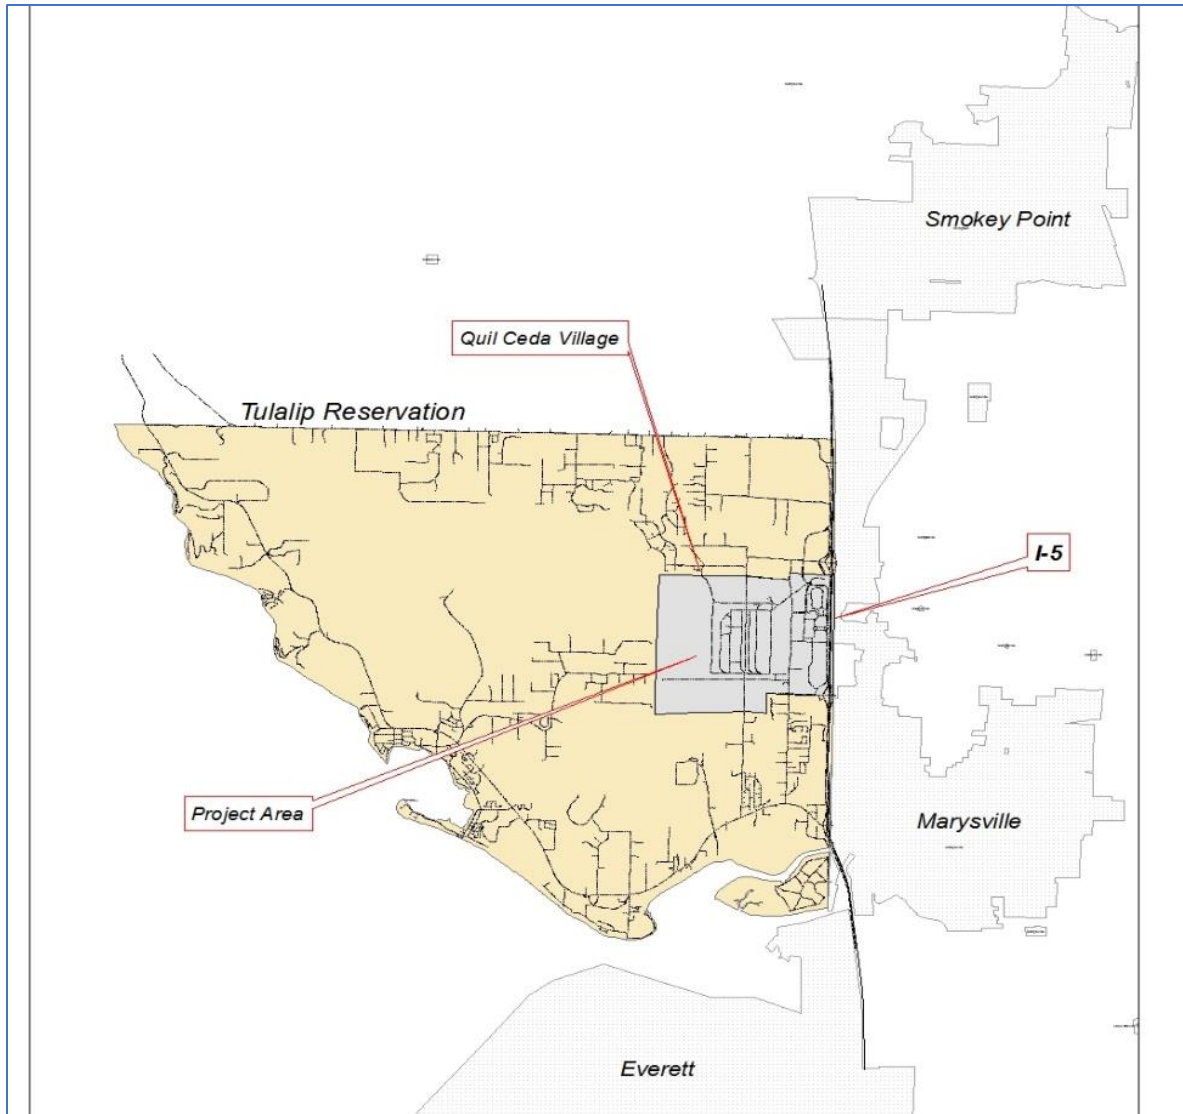 Smokey Point
Quil Ceda Village
Tulalip Reservation
I-5
Project Area
Marysville
Everett